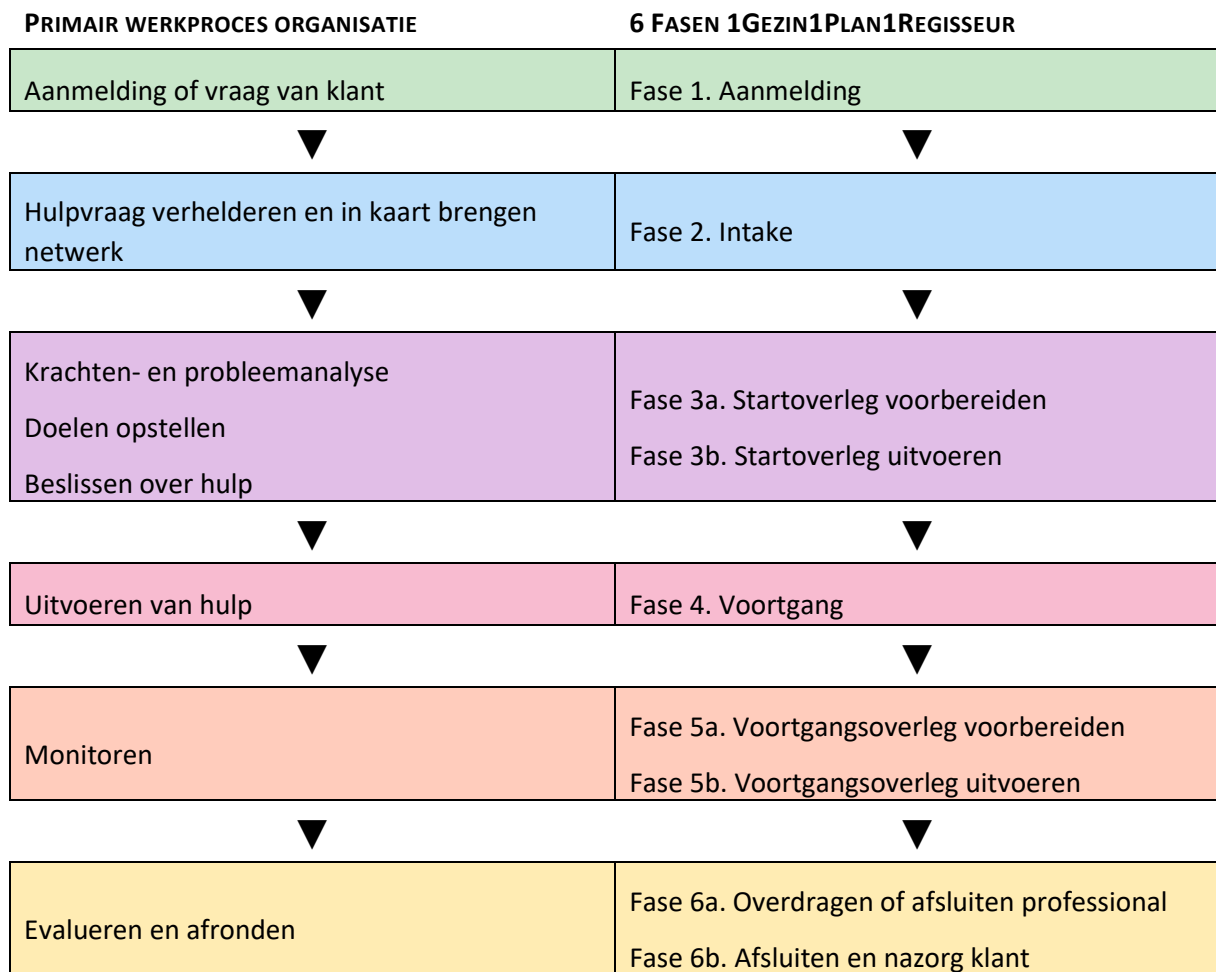 PRIMAIR WERKPROCES ORGANISATIE
6 FASEN 1GEZIN1PLAN1REGISSEUR
Aanmelding of vraag van klant
Fase 1. Aanmelding
Hulpvraag verhelderen en in kaart brengen
netwerk
Fase 2. Intake
Krachten- en probleemanalyse
Doelen opstellen
Beslissen over hulp
Fase 3a. Startoverleg voorbereiden
Fase 3b. Startoverleg uitvoeren
Uitvoeren van hulp
Fase 4. Voortgang
Monitoren
Fase 5a. Voortgangsoverleg voorbereiden
Fase 5b. Voortgangsoverleg uitvoeren
Evalueren en afronden
Fase 6a. Overdragen of afsluiten professional
Fase 6b. Afsluiten en nazorg klant